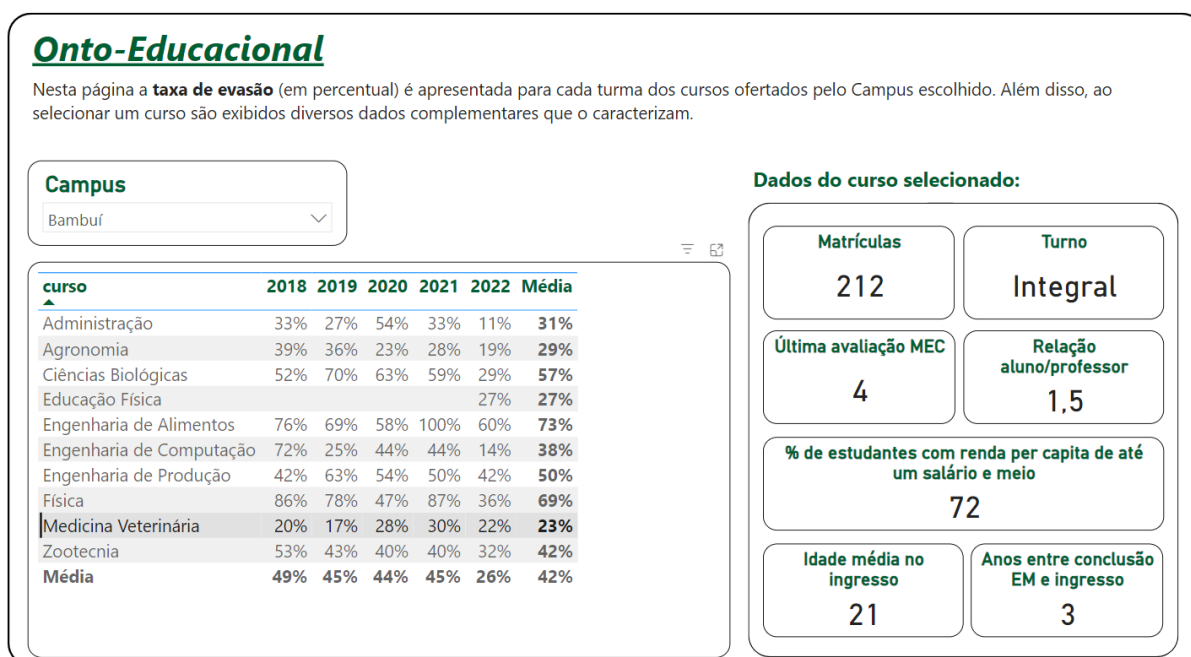 Onto-Educacional
Nesta página a taxa de evasão (em percentual) é apresentada para cada turma dos cursos ofertados pelo Campus escolhido. Além disso, ao
selecionar um curso são exibidos diversos dados complementares que o caracterizam.
Campus
Bambuí
curso 2018 2019 2020 2021 2022 Média
Administração 33% 27% 54% 33% 11% 31%
Agronomia 39% 36% 23% 28% 19% 29%
Ciências Biológicas 52% 70% 63% 59% 29% 57%
Educação Física 27% 27%
Engenharia de Alimentos 76% 69% 58% 100% 60% 73%
Engenharia de Computação 72% 25% 44% 44% 14% 38%
Engenharia de Produção 42% 63% 54% 50% 42% 50%
Física 86% 78% 47% 87% 36% 69%
Medicina Veterinária 20% 17% 28% 30% 22% 23%
Zootecnia 53% 43% 40% 40% 32% 42%
Média 49% 45% 44% 45% 26% 42%
Dados do curso selecionado:
Matrículas
212
Turno
Integral
Última avaliação MEC
4
Relação
aluno/professor
1,5
% de estudantes com renda per capita de até
um salário e meio
72
Idade média no
ingresso
21
Anos entre conclusão
EM e ingresso
3